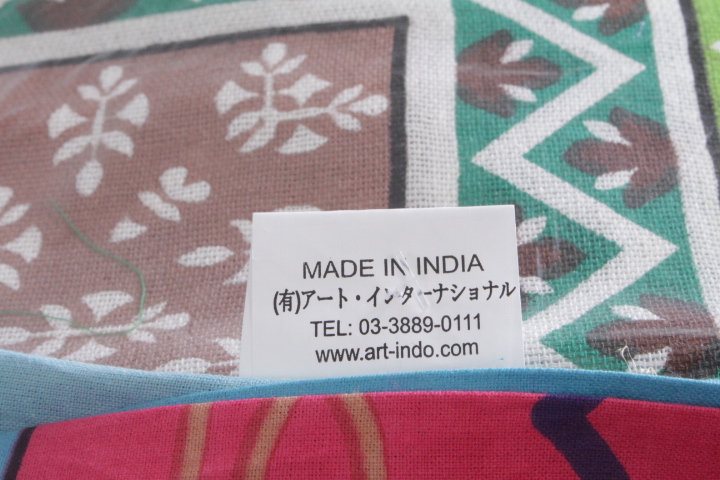 MADE IN INDIA
(有)アート・インターナショナル
TEL: 03-3889-0111
www.art-indo.com